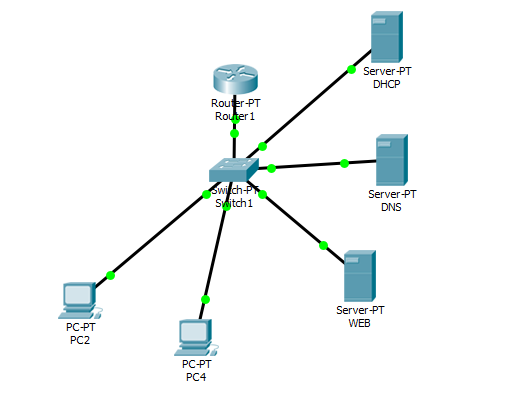 Server-PT
DHCP
Router-PT
Router1
Server-PT
DNS
Switch-PT
Switch1
Server-PT
WEB
PC-PT
PC2
PC-PT
PC4